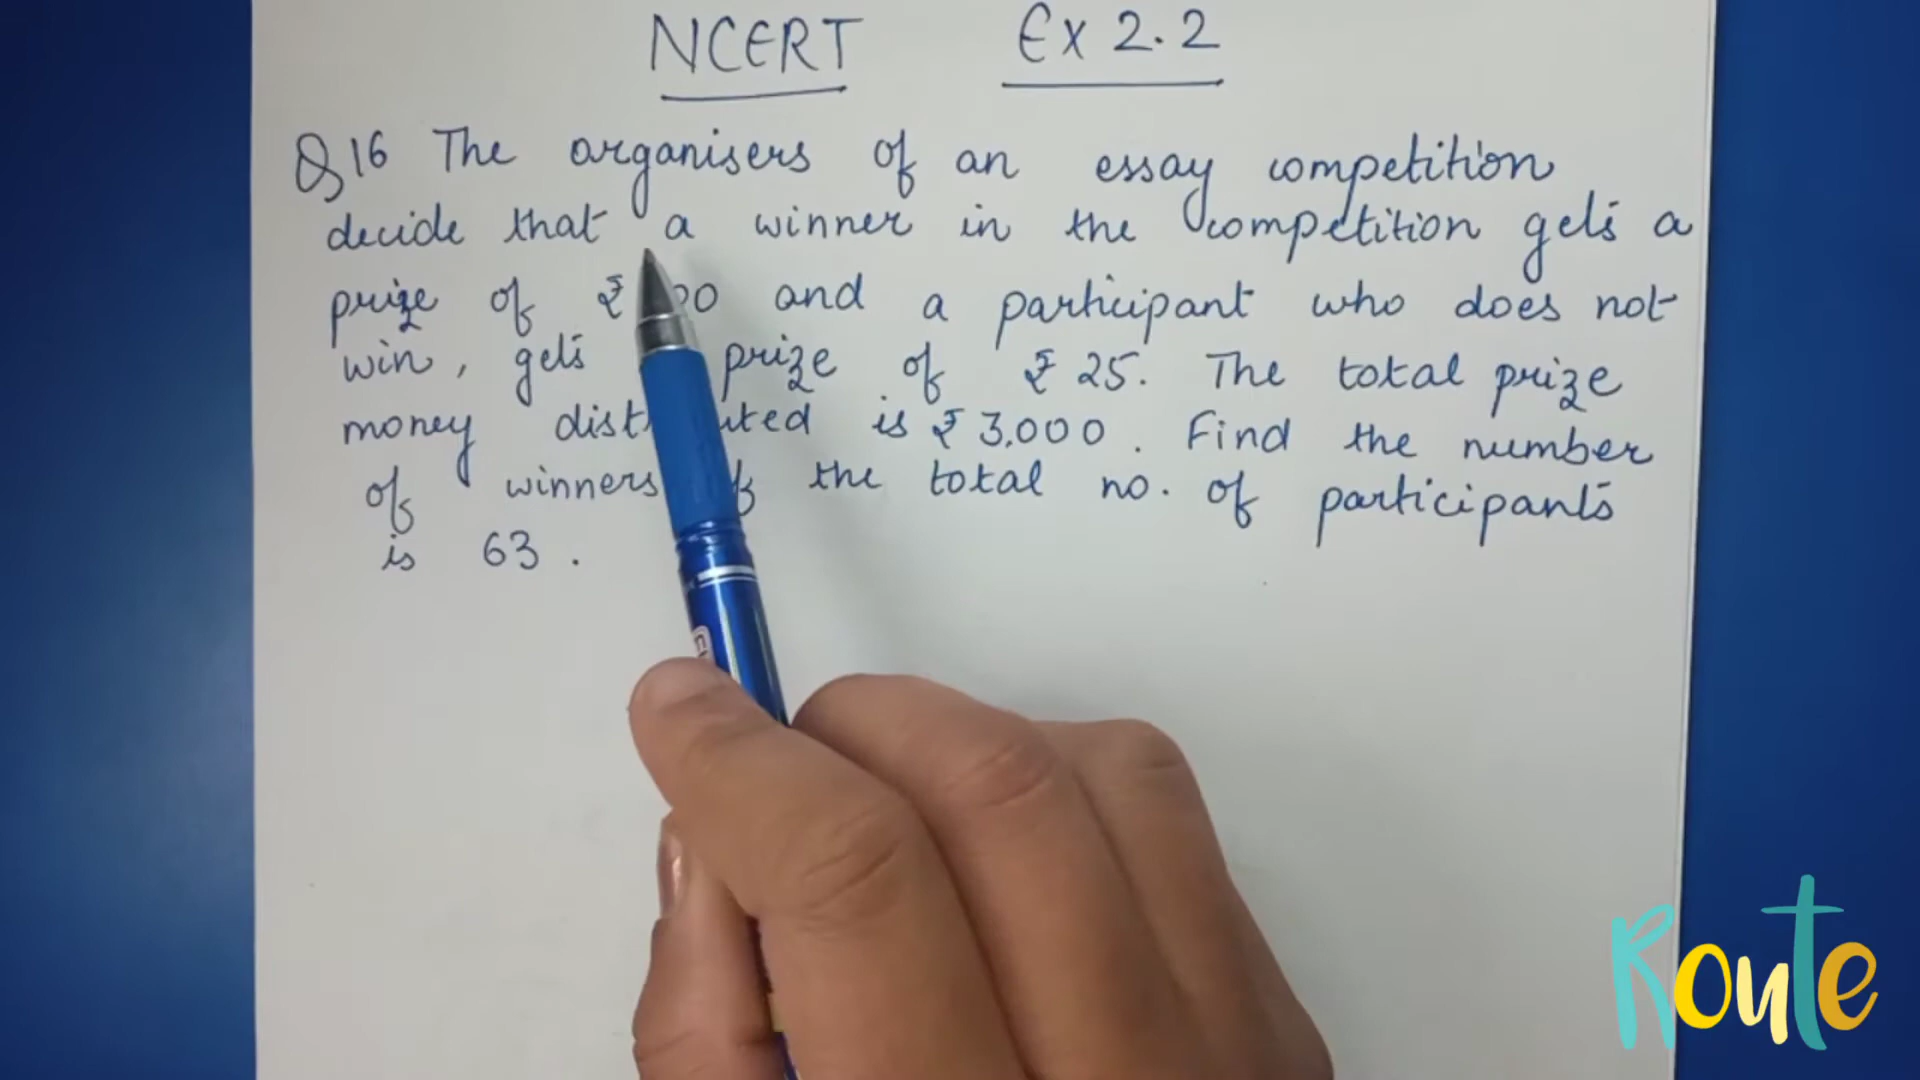 NCERT Ex 2.2
Q16 The organisers of an essay competition
decide that a winner in the competition gets a
prize of ₹ 00 and a participant who does not
win, gets prize of ₹ 25. The total prize
money is ₹ 3,000. Find the number
of winners the total no. of participants
is 63.
Route